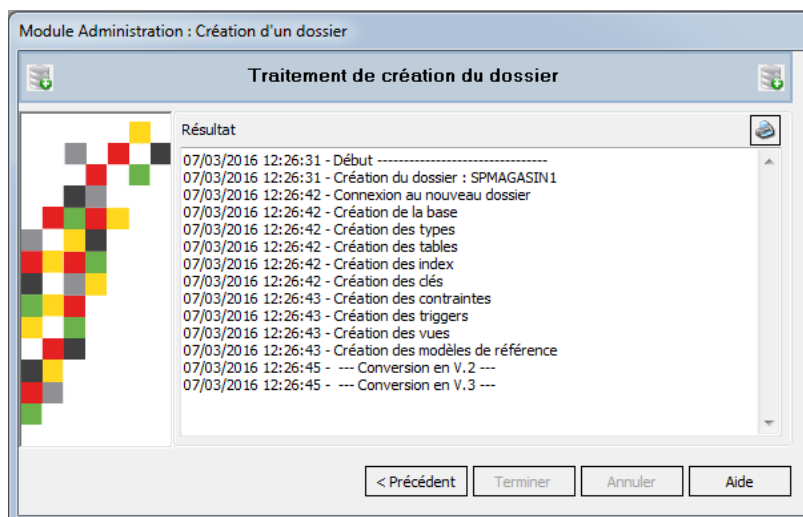 Module Administration : Création d'un dossier
Traitement de création du dossier
Résultat
07/03/2016 12:26:31 - Début ----------------------------------
07/03/2016 12:26:31 - Création du dossier : SPMAGASIN1
07/03/2016 12:26:42 - Connexion au nouveau dossier
07/03/2016 12:26:42 - Création de la base
07/03/2016 12:26:42 - Création des types
07/03/2016 12:26:42 - Création des tables
07/03/2016 12:26:42 - Création des index
07/03/2016 12:26:42 - Création des clés
07/03/2016 12:26:43 - Création des contraintes
07/03/2016 12:26:43 - Création des triggers
07/03/2016 12:26:43 - Création des vues
07/03/2016 12:26:43 - Création des modèles de référence
07/03/2016 12:26:45 - --- Conversion en V.2 ---
07/03/2016 12:26:45 - --- Conversion en V.3 ---
< Précédent Terminer Annuler Aide